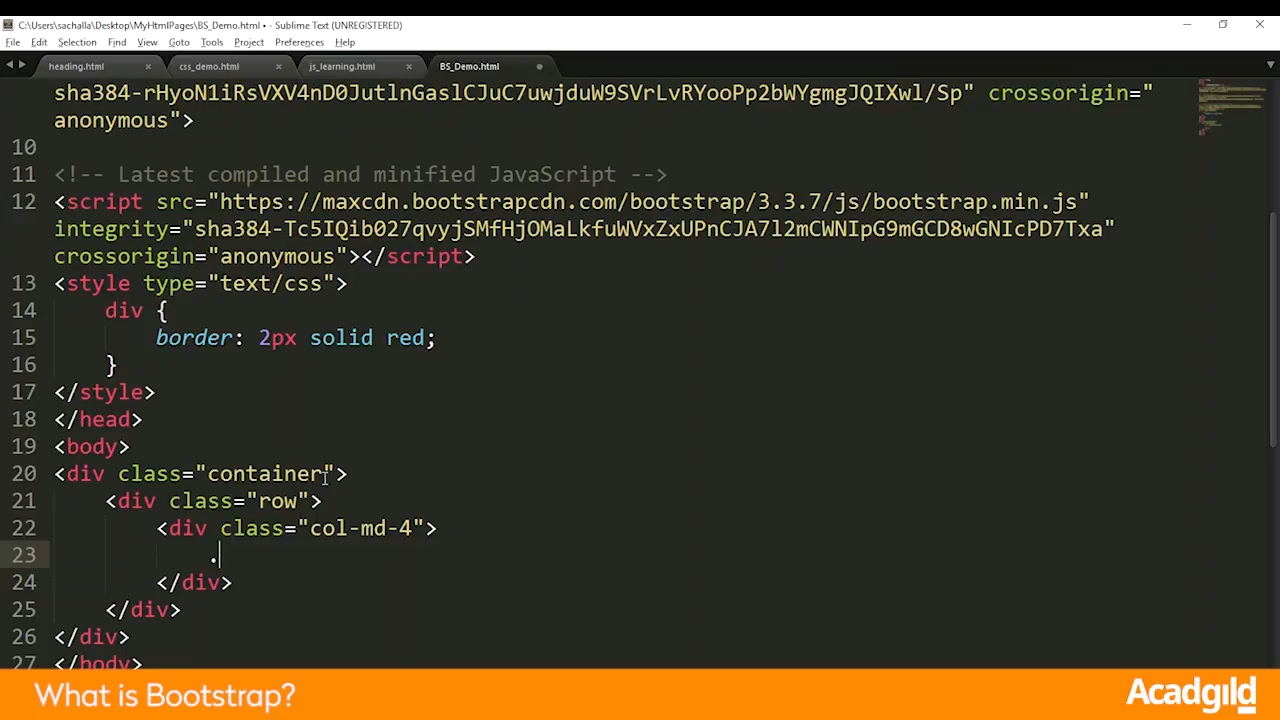 C:\Users\sachalla\Desktop\MyHtmlPages\BS_Demo.html • - Sublime Text (UNREGISTERED)
File Edit Selection Find View Goto Tools Project Preferences Help
heading.html × css_demo.html × js_learning.html × BS_Demo.html
sha384-rHyoN1iRsVXV4nD0JutlnGaslCJuC7uwjduW9SVrLvRYooPp2bWYgmgJQIXwl/Sp" crossorigin="
anonymous">
10
11 <!-- Latest compiled and minified JavaScript -->
12 <script src="https://maxcdn.bootstrapcdn.com/bootstrap/3.3.7/js/bootstrap.min.js"
integrity="sha384-Tc5IQib027qvyjSMfHjOMaLkfuWVxZxUPnCJA7l2mCWNIpG9mGCD8wGNIcPD7Txa"
crossorigin="anonymous"></script>
13 <style type="text/css">
14 div {
15 border: 2px solid red;
16 }
17 </style>
18 </head>
19 <body>
20 <div class="container">
21 <div class="row">
22 <div class="col-md-4">
23 .
24 </div>
25 </div>
26 </div>
27 </body>
What is Bootstrap?
Acadgild